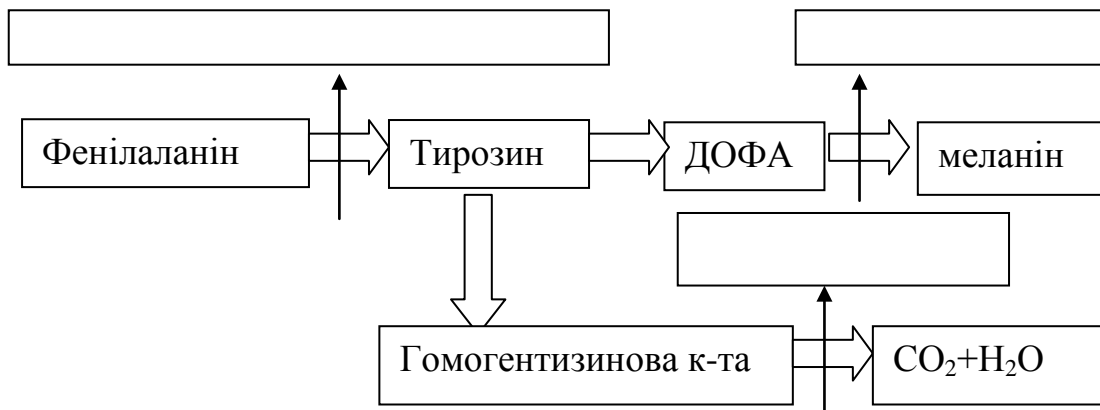 Фенілаланін
Тирозин
ДОФА
меланін
Гомогентизинова к-та
CO₂+H₂O